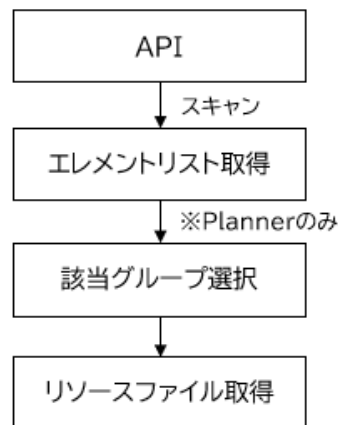 API
スキャン
エレメントリスト取得
※Plannerのみ
該当グループ選択
リソースファイル取得